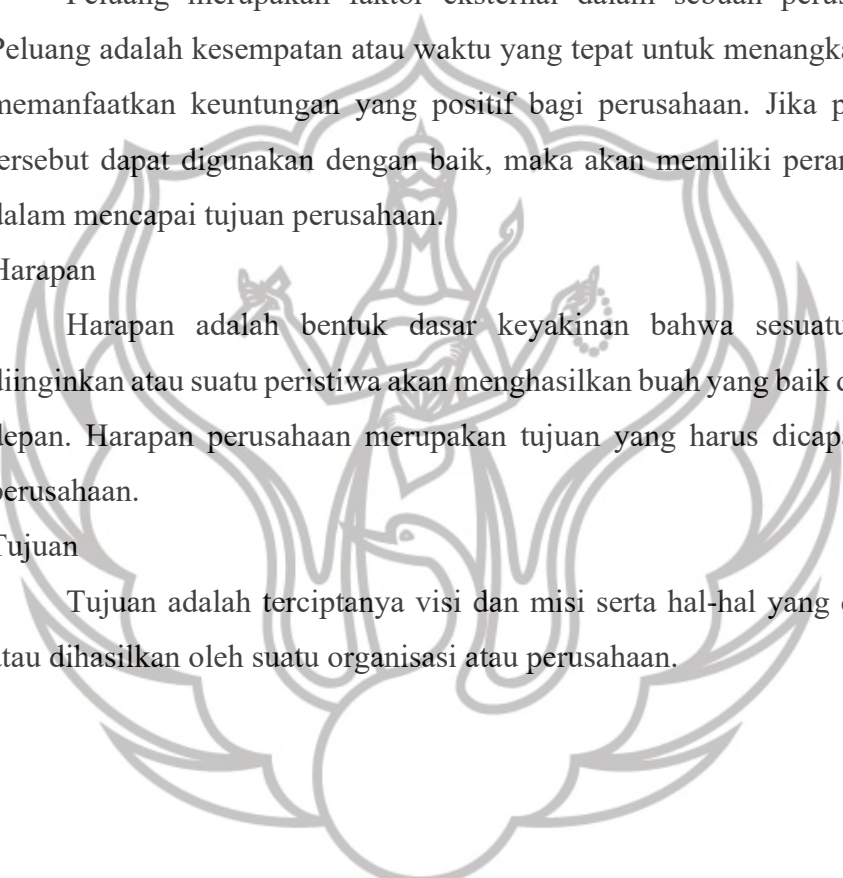 Peluang merupakan faktor eksternal dalam sebuah
Peluang adalah kesempatan atau waktu yang tepat untuk
memanfaatkan keuntungan yang positif bagi perusahaan. Jika
tersebut dapat digunakan dengan baik, maka akan memiliki
dalam mencapai tujuan perusahaan.
Harapan
Harapan adalah bentuk dasar keyakinan bahwa sesuatu
diinginkan atau suatu peristiwa akan menghasilkan buah yang baik
depan. Harapan perusahaan merupakan tujuan yang harus
perusahaan.
Tujuan
Tujuan adalah terciptanya visi dan misi serta hal-hal yang
atau dihasilkan oleh suatu organisasi atau perusahaan.